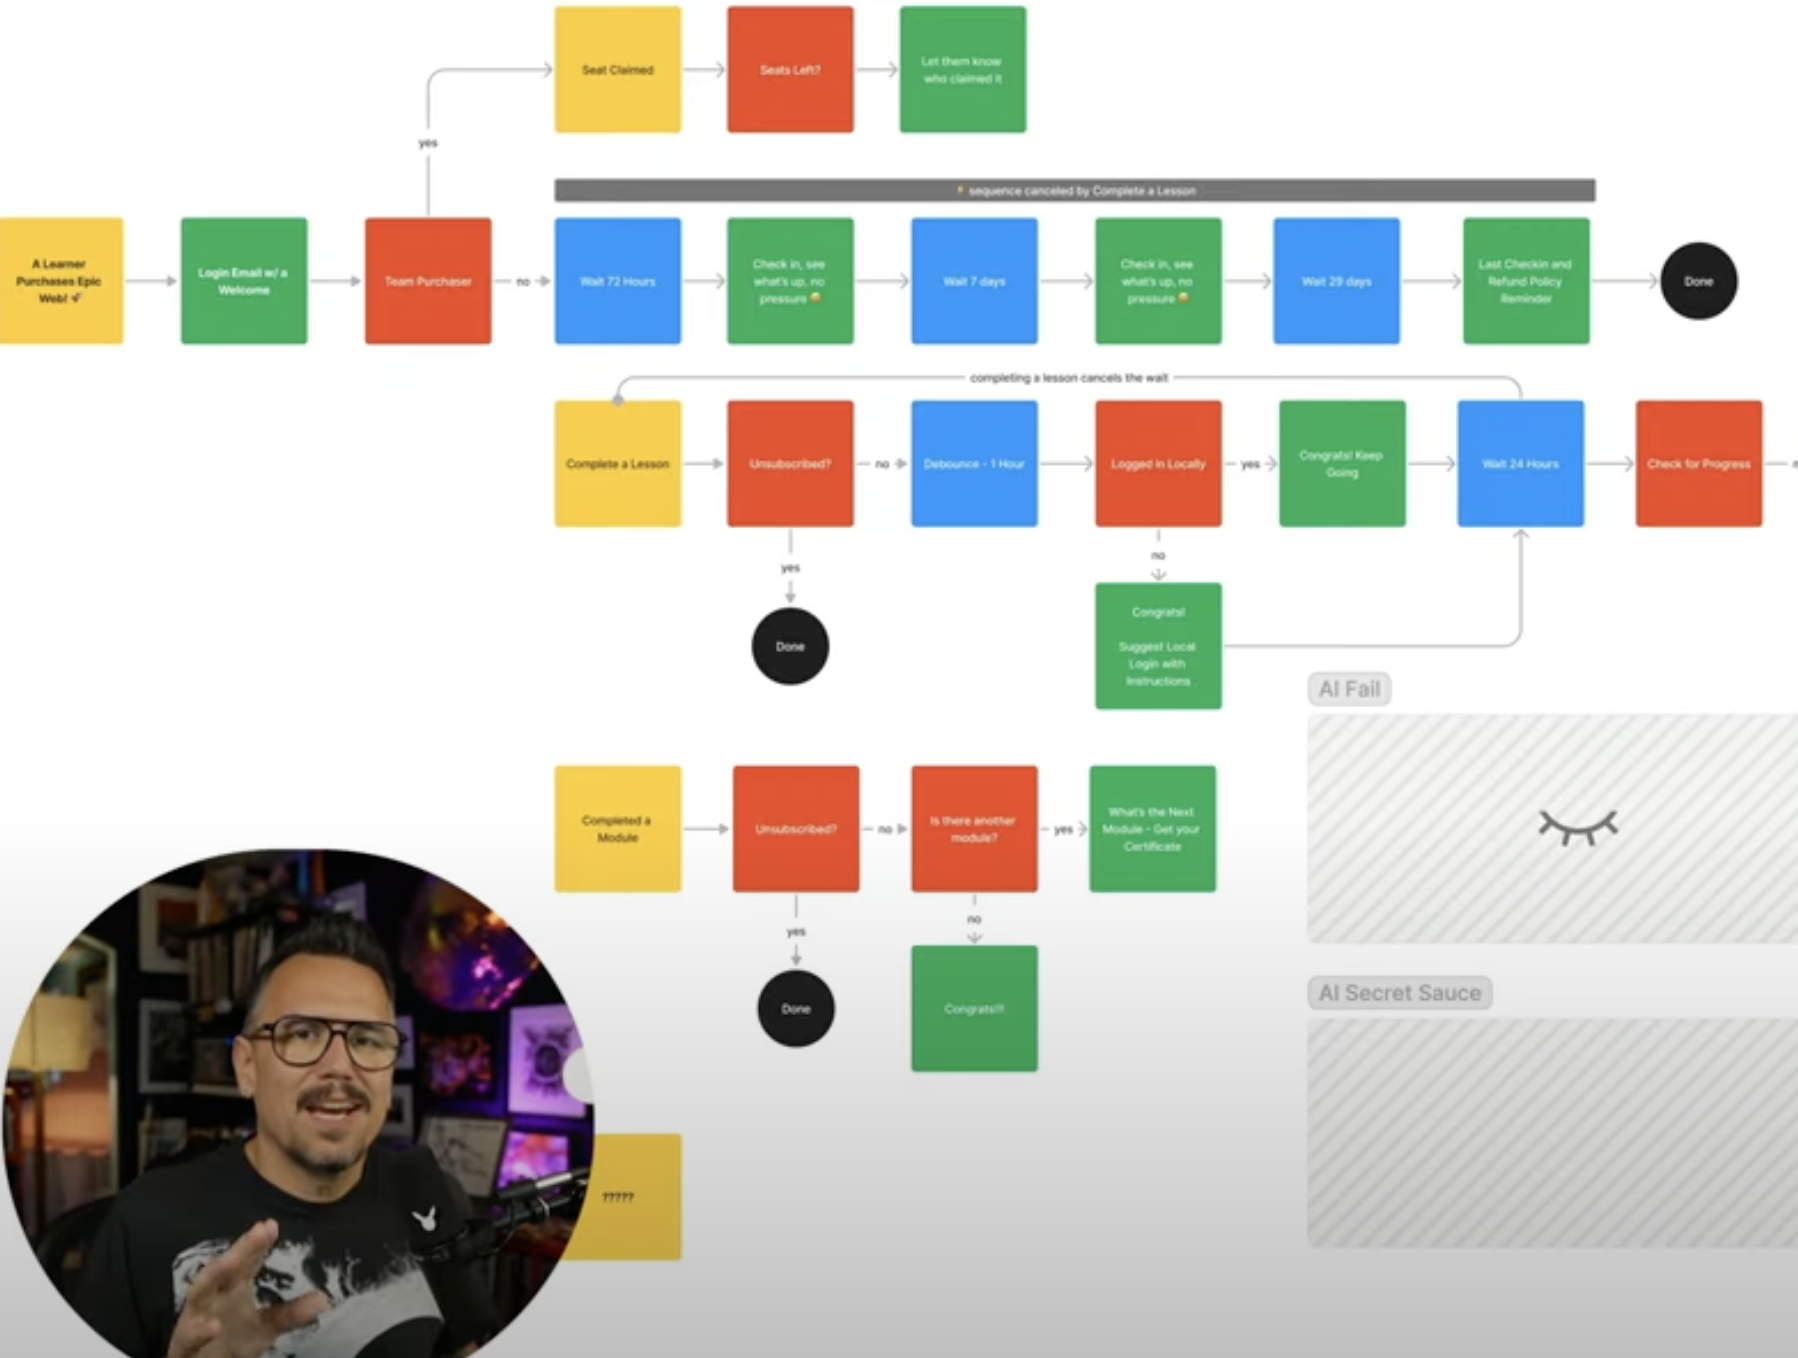 Seat Claimed
Seats Left?
Let them know
who claimed it
yes
⚡ sequence canceled by Complete a Lesson
A Learner
Purchases Epic
Web! 🚀
Login Email w/ a
Welcome
Team Purchaser
no
Wait 72 Hours
Check in, see
what's up, no
pressure
Wait 7 days
Check in, see
what's up, no
pressure
Wait 29 days
Last Checkin and
Refund Policy
Reminder
Done
completing a lesson cancels the wait
Complete a Lesson
Unsubscribed?
no
Debounce - 1 Hour
Logged In Locally
yes
Congrats! Keep
Going
Wait 24 Hours
Check for Progress
yes
Done
no
Congrats!
Suggest Local
Login with
Instructions
AI Fail
Completed a
Module
Unsubscribed?
no
Is there another
module?
yes
What's the Next
Module - Get your
Certificate
yes
Done
no
Congrats!!!
AI Secret Sauce
?????